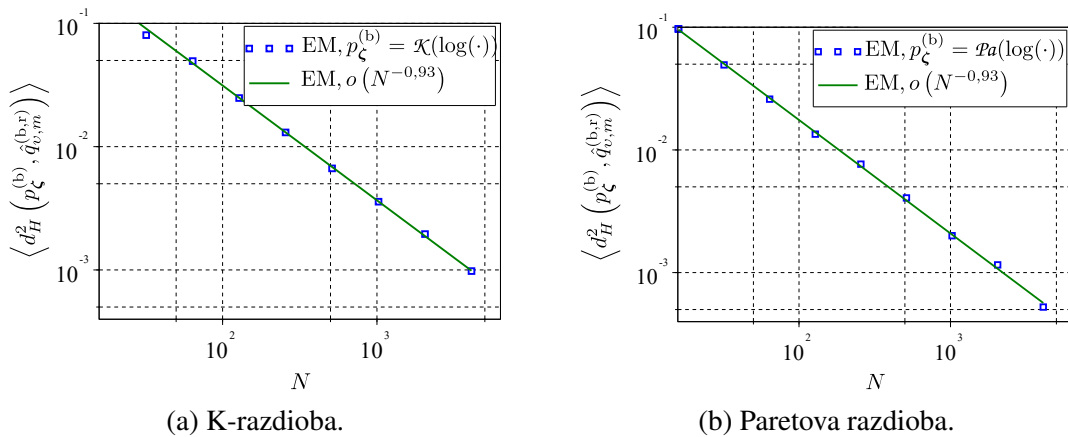 10^{-1}
10^{-2}
10^{-3}
10^2
10^3
N
⟨d_H^2 (p_ζ^{(b)}, q̂_{υ,m}^{(b,r)})⟩
EM, p_ζ^{(b)} = 𝒦(log(·))
EM, o (N^{-0,93})
(a) K-razdioba.
10^{-1}
10^{-2}
10^{-3}
10^2
10^3
N
⟨d_H^2 (p_ζ^{(b)}, q̂_{υ,m}^{(b,r)})⟩
EM, p_ζ^{(b)} = 𝒫a(log(·))
EM, o (N^{-0,93})
(b) Paretova razdioba.